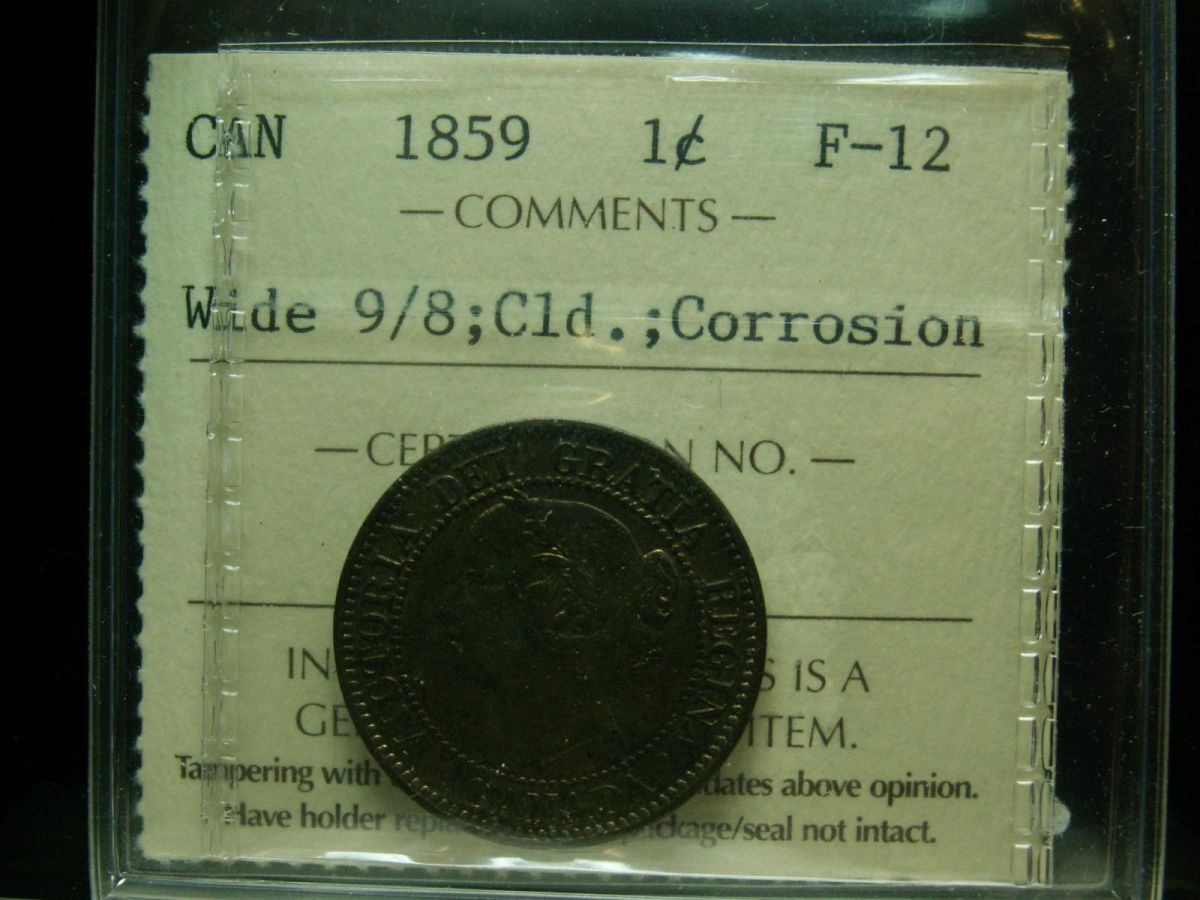 CAN 1859 1¢ F-12
— COMMENTS —
Wide 9/8;Cld.;Corrosion
NO. —
VICTORIA DEI GRATIA REGINA
CANADA
IS A
ITEM.
Tampering with above opinion.
Have holder package/seal not intact.